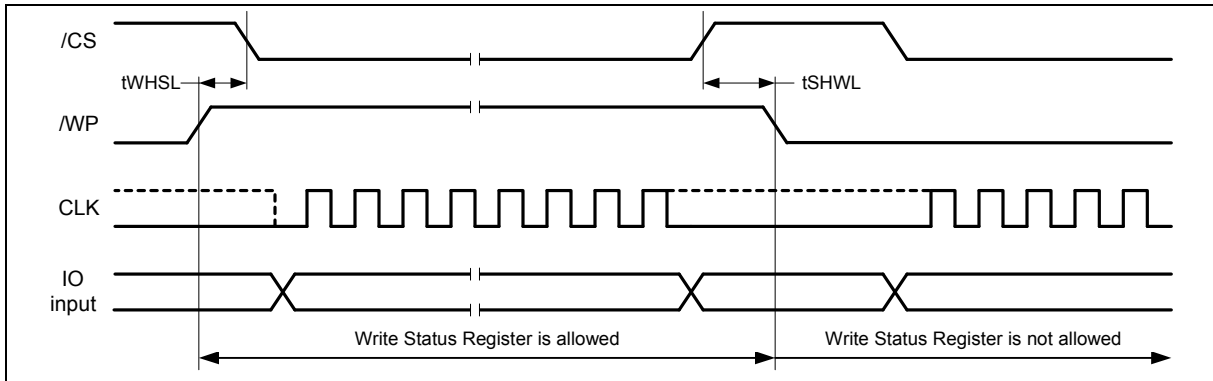 /CS
tWHSL
tSHWL
/WP
CLK
IO
input
Write Status Register is allowed
Write Status Register is not allowed